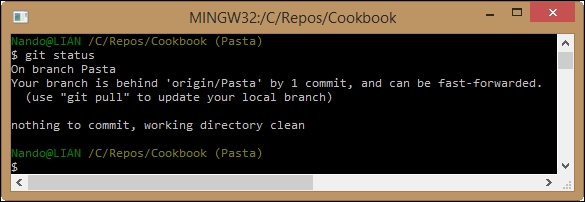 MINGW32:/C/Repos/Cookbook
Nando@LIAN /C/Repos/Cookbook (Pasta)
$ git status
On branch Pasta
Your branch is behind 'origin/Pasta' by 1 commit, and can be fast-forwarded.
  (use "git pull" to update your local branch)
nothing to commit, working directory clean
Nando@LIAN /C/Repos/Cookbook (Pasta)
$